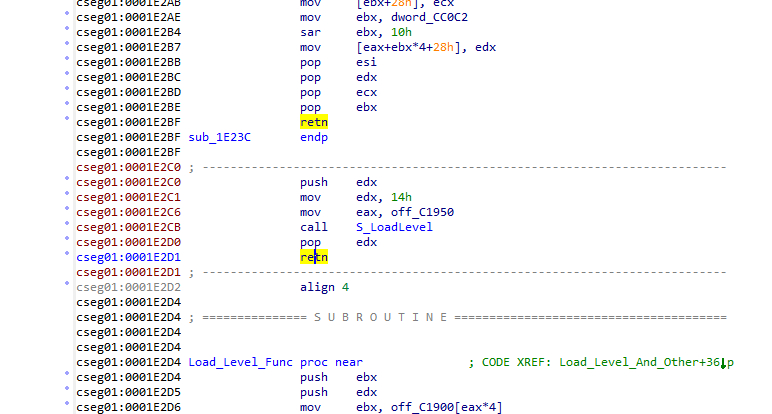 cseg01:0001E2AB mov [ebx+28h], ecx
cseg01:0001E2AE mov ebx, dword_CC0C2
cseg01:0001E2B4 sar ebx, 10h
cseg01:0001E2B7 mov [eax+ebx*4+28h], edx
cseg01:0001E2BB pop esi
cseg01:0001E2BC pop edx
cseg01:0001E2BD pop ecx
cseg01:0001E2BE pop ebx
cseg01:0001E2BF retn
cseg01:0001E2BF sub_1E23C endp
cseg01:0001E2BF
cseg01:0001E2C0 ; ---------------------------------------------------------------------------
cseg01:0001E2C0 push edx
cseg01:0001E2C1 mov edx, 14h
cseg01:0001E2C6 mov eax, off_C1950
cseg01:0001E2CB call S_LoadLevel
cseg01:0001E2D0 pop edx
cseg01:0001E2D1 retn
cseg01:0001E2D1 ; ---------------------------------------------------------------------------
cseg01:0001E2D2 align 4
cseg01:0001E2D4
cseg01:0001E2D4 ; =============== S U B R O U T I N E =======================================
cseg01:0001E2D4
cseg01:0001E2D4
cseg01:0001E2D4 Load_Level_Func proc near ; CODE XREF: Load_Level_And_Other+36↓p
cseg01:0001E2D4 push ebx
cseg01:0001E2D5 push edx
cseg01:0001E2D6 mov ebx, off_C1900[eax*4]